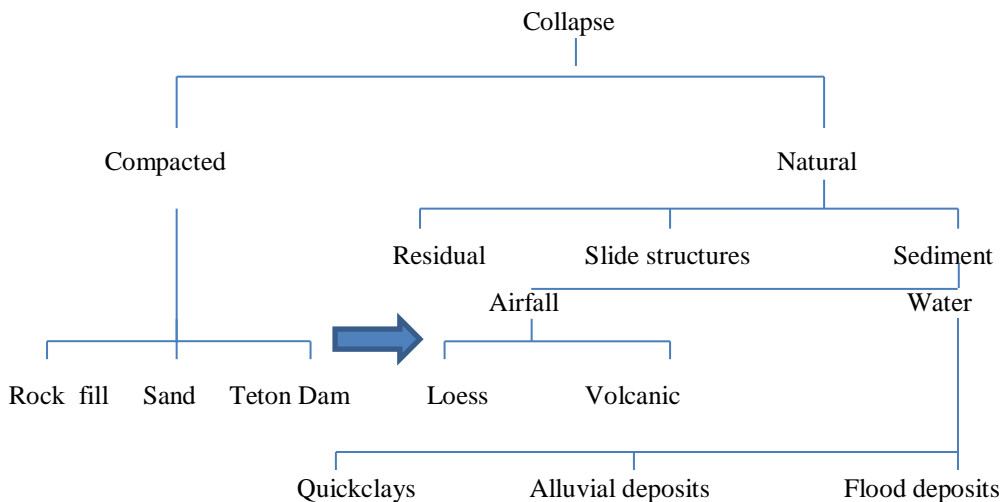 Collapse
Compacted Natural
Residual Slide structures Sediment
Airfall Water
Rock fill Sand Teton Dam Loess Volcanic
Quickclays Alluvial deposits Flood deposits